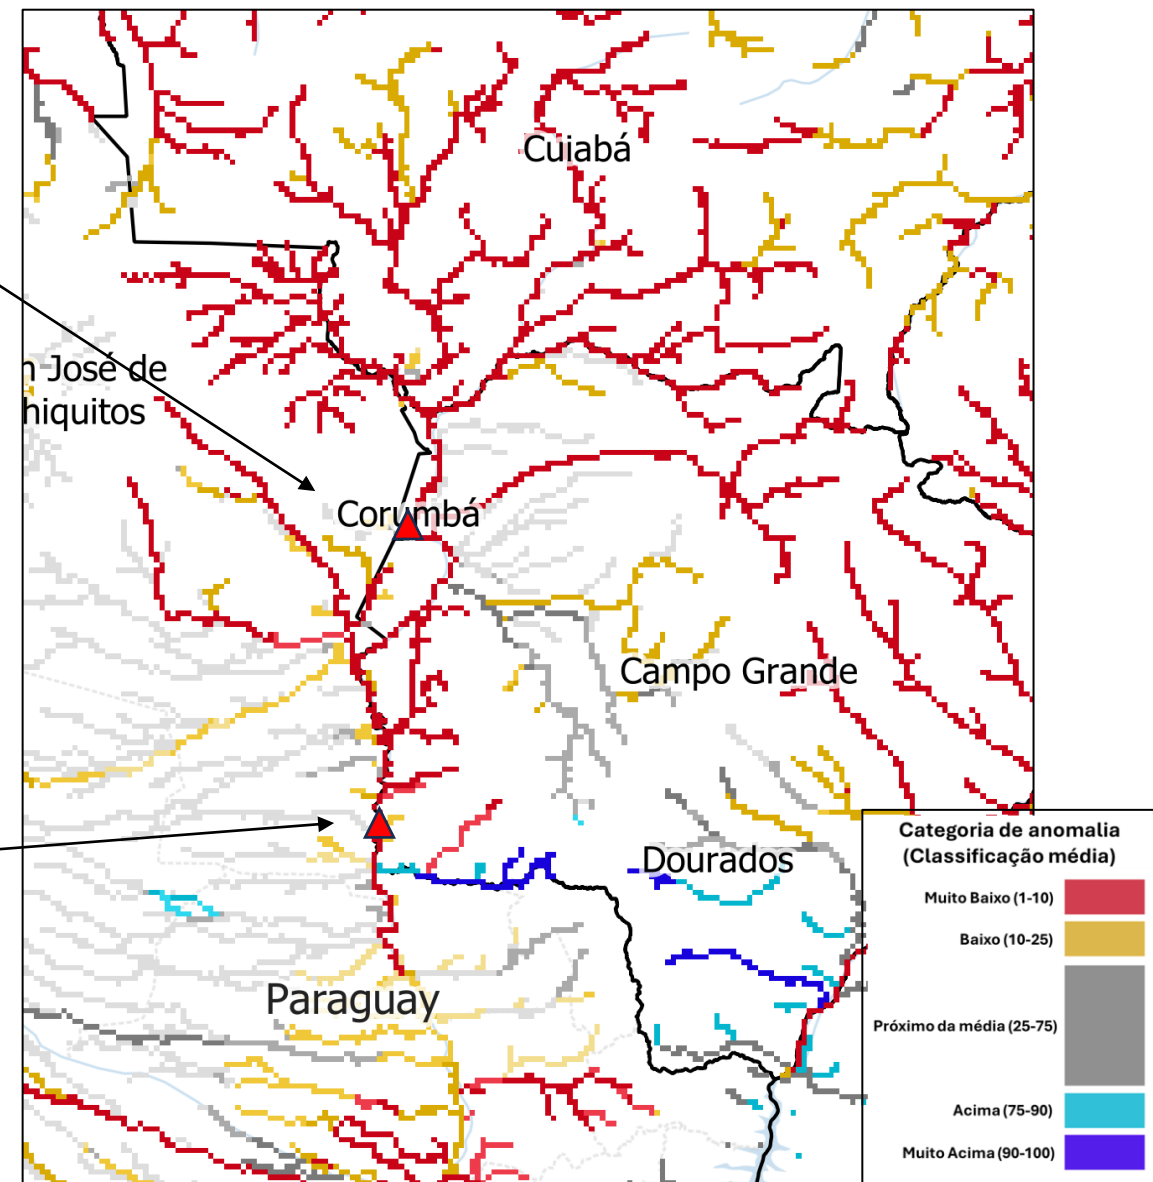 Cuiabá
n José de
hiquitos
Corumbá
Campo Grande
Dourados
Paraguay
Categoria de anomalia
(Classificação média)
Muito Baixo (1-10)
Baixo (10-25)
Próximo da média (25-75)
Acima (75-90)
Muito Acima (90-100)